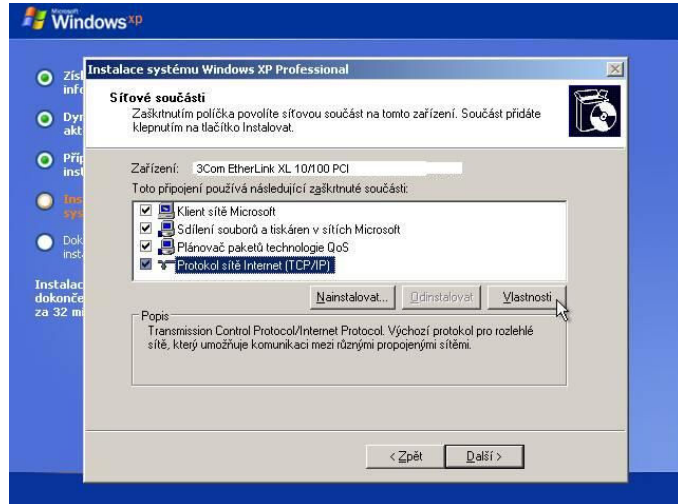 Microsoft
Windows xp
Instalace systému Windows XP Professional
Síťové součásti
Zaškrtnutím políčka povolíte síťovou součást na tomto zařízení. Součást přidáte
klepnutím na tlačítko Instalovat.
Zařízení: 3Com EtherLink XL 10/100 PCI
Toto připojení používá následující zaškrtnuté součásti:
Klient sítě Microsoft
Sdílení souborů a tiskáren v sítích Microsoft
Plánovač paketů technologie QoS
Protokol sítě Internet (TCP/IP)
Nainstalovat... Odinstalovat Vlastnosti
Popis
Transmission Control Protocol/Internet Protocol. Výchozí protokol pro rozlehlé
sítě, který umožňuje komunikaci mezi různými propojenými sítěmi.
< Zpět Další >
za 32